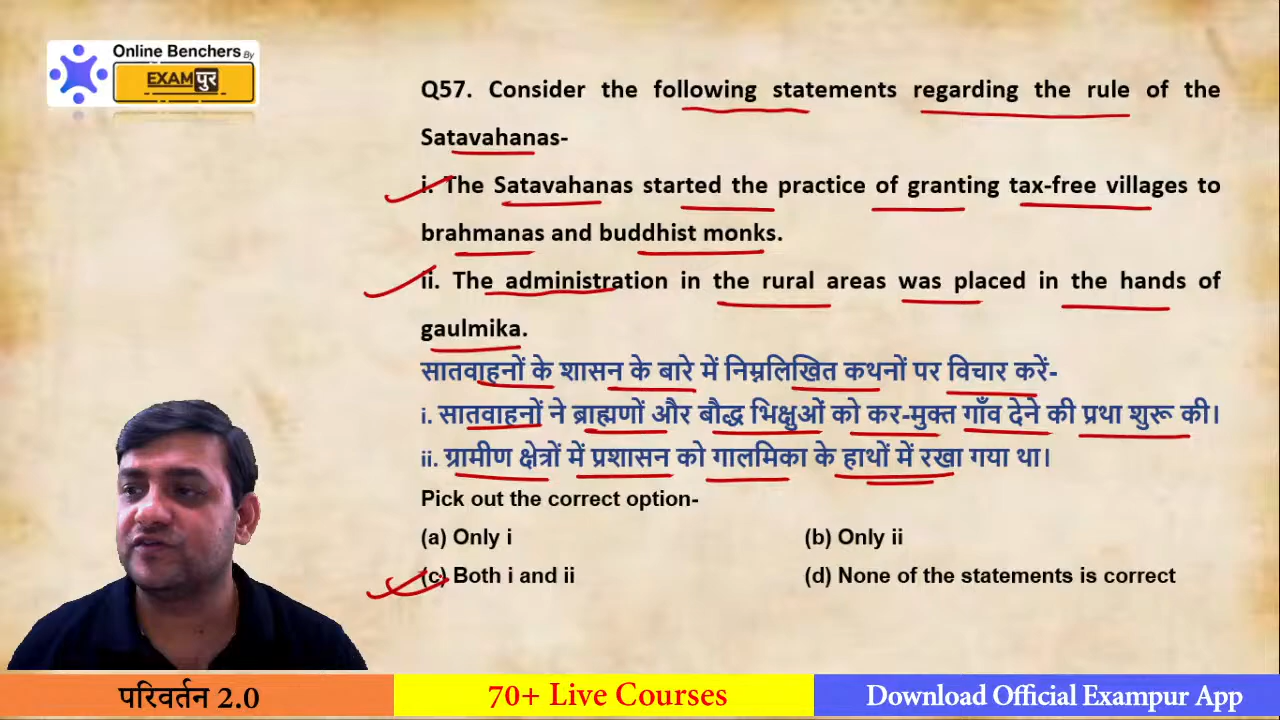 Online Benchers By
EXAMपुर
Q57. Consider the following statements regarding the rule of the
Satavahanas-
i. The Satavahanas started the practice of granting tax-free villages to
brahmanas and buddhist monks.
ii. The administration in the rural areas was placed in the hands of
gaulmika.
सातवाहनों के शासन के बारे में निम्नलिखित कथनों पर विचार करें-
i. सातवाहनों ने ब्राह्मणों और बौद्ध भिक्षुओं को कर-मुक्त गाँव देने की प्रथा शुरू की।
ii. ग्रामीण क्षेत्रों में प्रशासन को गालमिका के हाथों में रखा गया था।
Pick out the correct option-
(a) Only i (b) Only ii
(c) Both i and ii (d) None of the statements is correct
परिवर्तन 2.0 70+ Live Courses Download Official Exampur App